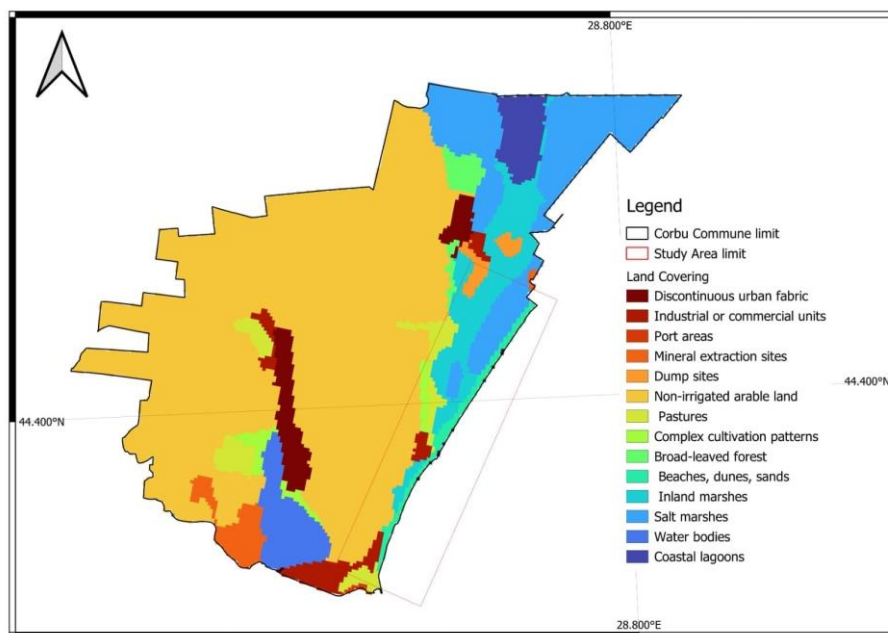 28.800°E
Legend
Corbu Commune limit
Study Area limit
Land Covering
Discontinuous urban fabric
Industrial or commercial units
Port areas
Mineral extraction sites
Dump sites
Non-irrigated arable land
Pastures
Complex cultivation patterns
Broad-leaved forest
Beaches, dunes, sands
Inland marshes
Salt marshes
Water bodies
Coastal lagoons
44.400°N
44.400°N
28.800°E